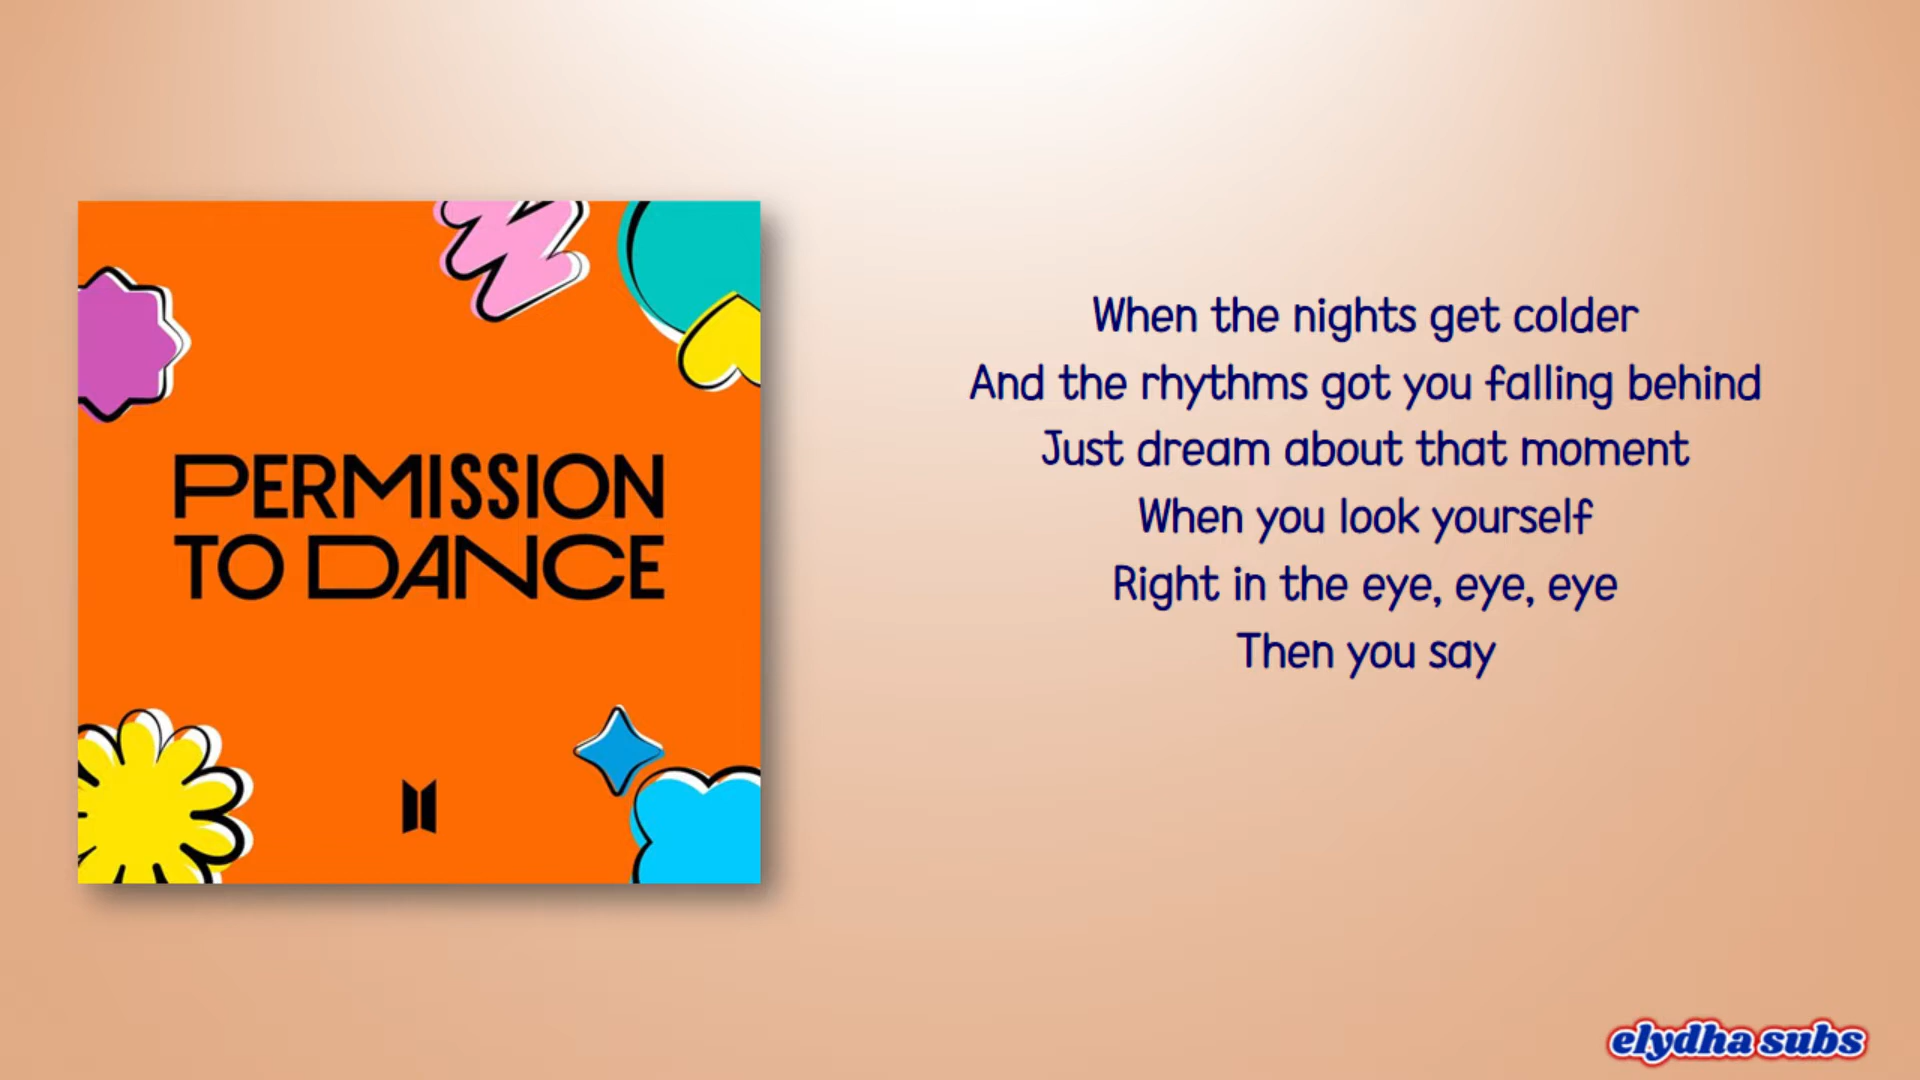 PERMISSION
TO DANCE
When the nights get colder
And the rhythms got you falling behind
Just dream about that moment
When you look yourself
Right in the eye, eye, eye
Then you say
elydha subs